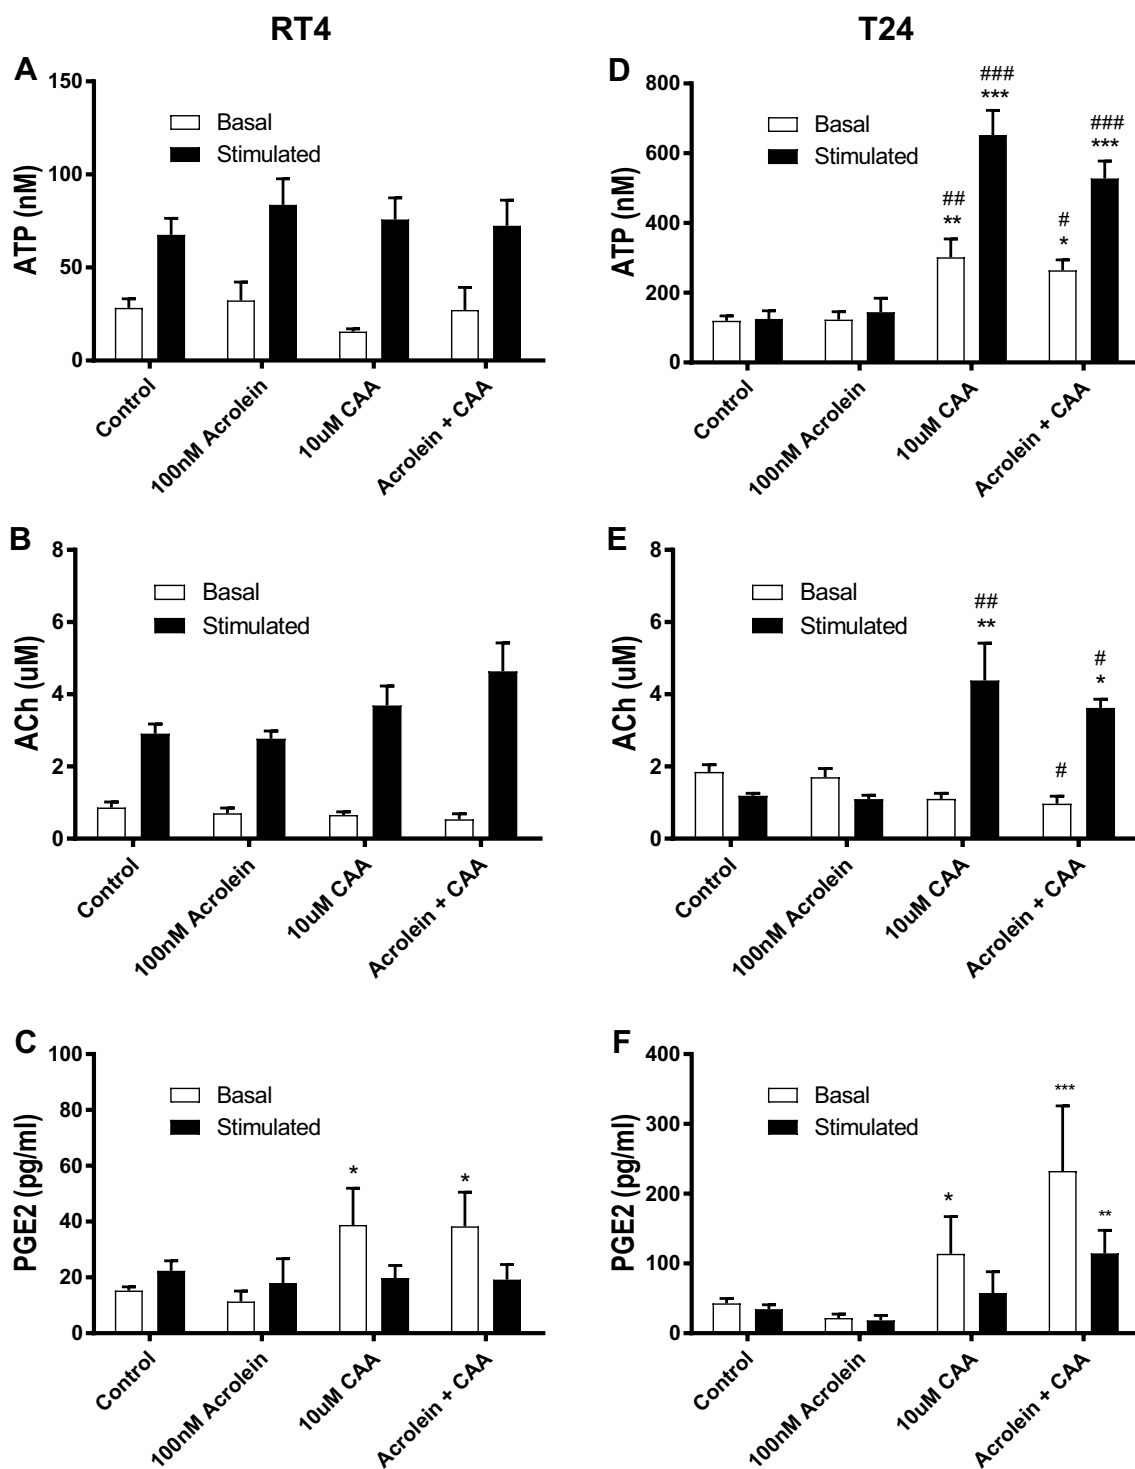 RT4
T24
A
150
100
50
0
ATP (nM)
Basal
Stimulated
Control
100nM Acrolein
10uM CAA
Acrolein + CAA
D
800
600
400
200
0
ATP (nM)
Basal
Stimulated
##
**
###
***
#
*
###
***
Control
100nM Acrolein
10uM CAA
Acrolein + CAA
B
8
6
4
2
0
ACh (uM)
Basal
Stimulated
Control
100nM Acrolein
10uM CAA
Acrolein + CAA
E
8
6
4
2
0
ACh (uM)
Basal
Stimulated
##
**
#
#
*
Control
100nM Acrolein
10uM CAA
Acrolein + CAA
C
100
80
60
40
20
0
PGE2 (pg/ml)
Basal
Stimulated
*
*
Control
100nM Acrolein
10uM CAA
Acrolein + CAA
F
400
300
200
100
0
PGE2 (pg/ml)
Basal
Stimulated
*
***
**
Control
100nM Acrolein
10uM CAA
Acrolein + CAA